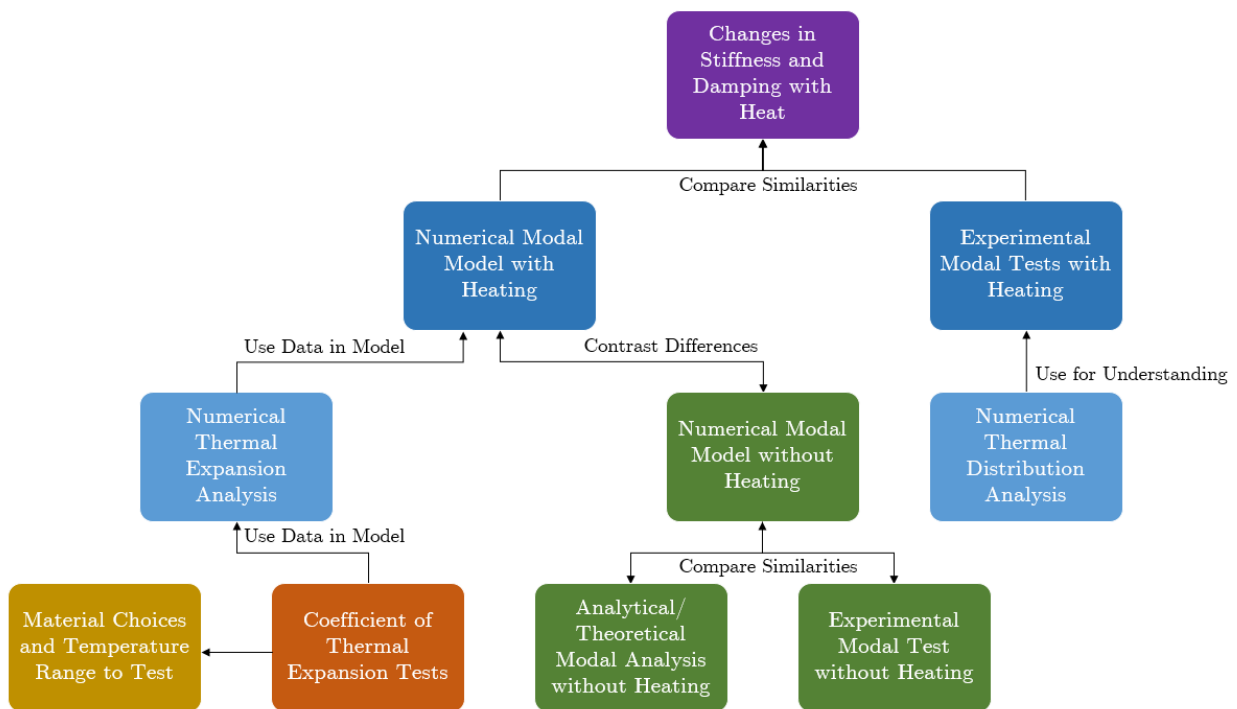 Changes in
Stiffness and
Damping with
Heat
Compare Similarities
Numerical Modal
Model with
Heating
Experimental
Modal Tests with
Heating
Use Data in Model
Contrast Differences
Use for Understanding
Numerical
Thermal
Expansion
Analysis
Numerical Modal
Model without
Heating
Numerical
Thermal
Distribution
Analysis
Use Data in Model
Compare Similarities
Material Choices
and Temperature
Range to Test
Coefficient of
Thermal
Expansion Tests
Analytical/
Theoretical
Modal Analysis
without Heating
Experimental
Modal Test
without Heating